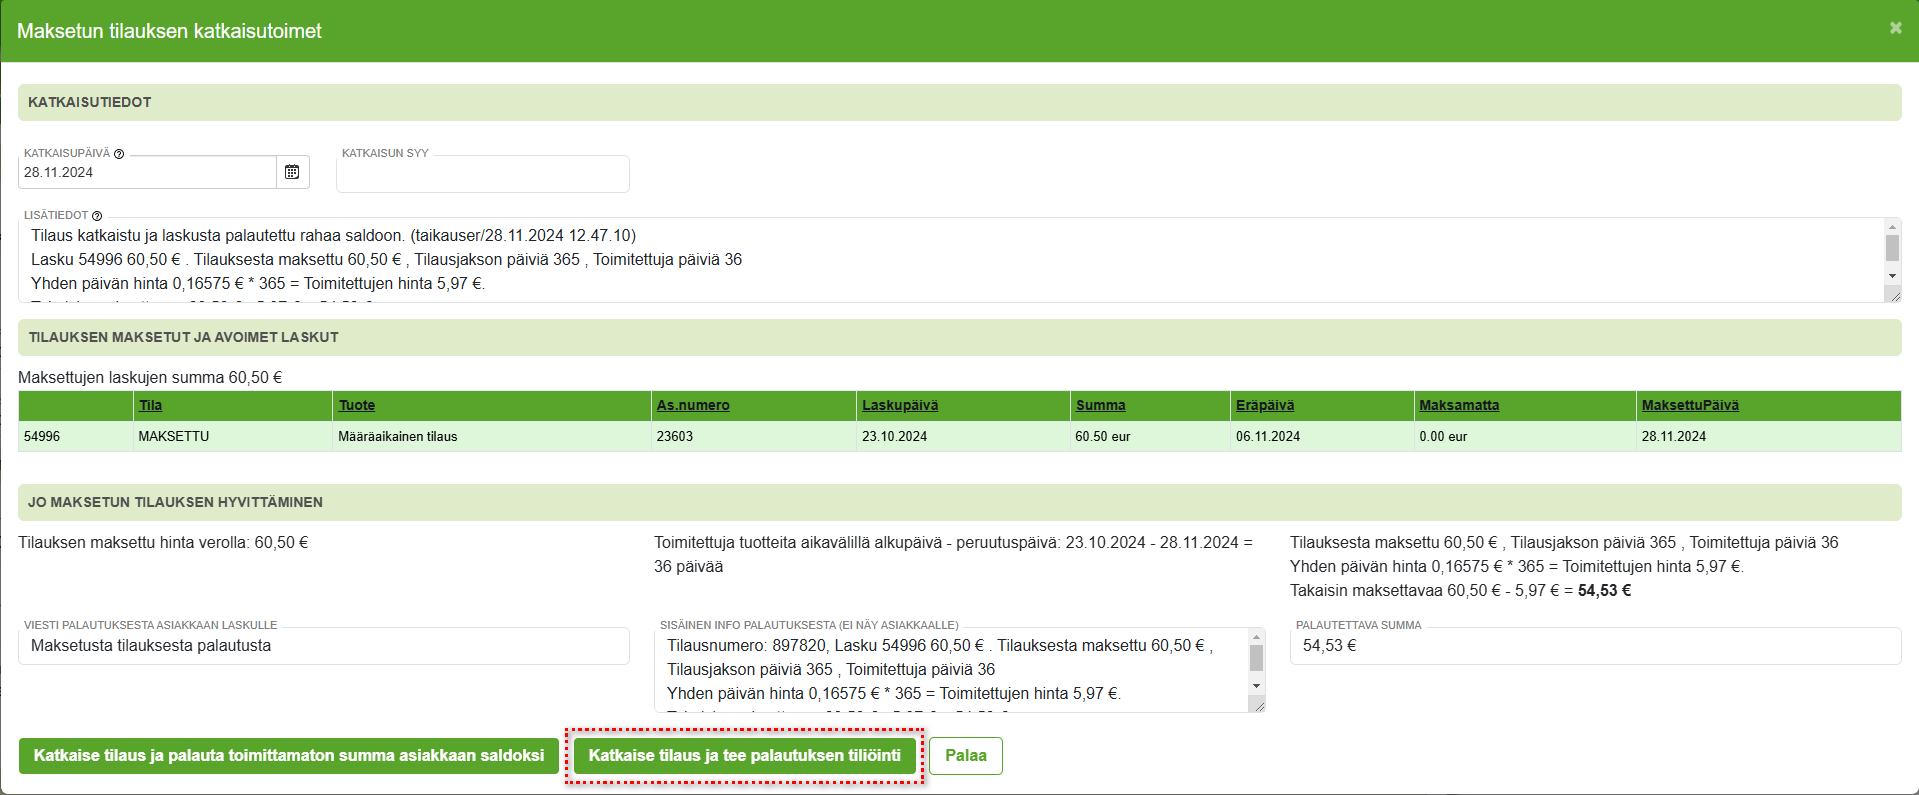 Maksetun tilauksen katkaisutoimet
KATKAISUTIEDOT
KATKAISUPÄIVÄ
28.11.2024
KATKAISUN SYY
LISÄTIEDOT
Tilaus katkaistu ja laskusta palautettu rahaa saldoon. (taikauser/28.11.2024 12.47.10)
Lasku 54996 60,50 € . Tilauksesta maksettu 60,50 € , Tilausjakson päiviä 365 , Toimitettuja päiviä 36
Yhden päivän hinta 0,16575 € * 365 = Toimitettujen hinta 5,97 €.
TILAUKSEN MAKSETUT JA AVOIMET LASKUT
Maksettujen laskujen summa 60,50 €
Tila Tuote As.numero Laskupäivä Summa Eräpäivä Maksamatta MaksettuPäivä
54996 MAKSETTU Määräaikainen tilaus 23603 23.10.2024 60.50 eur 06.11.2024 0.00 eur 28.11.2024
JO MAKSETUN TILAUKSEN HYVITTÄMINEN
Tilauksen maksettu hinta verolla: 60,50 €
Toimitettuja tuotteita aikavälillä alkupäivä - peruutuspäivä: 23.10.2024 - 28.11.2024 =
36 päivää
Tilauksesta maksettu 60,50 € , Tilausjakson päiviä 365 , Toimitettuja päiviä 36
Yhden päivän hinta 0,16575 € * 365 = Toimitettujen hinta 5,97 €.
Takaisin maksettavaa 60,50 € - 5,97 € = 54,53 €
VIESTI PALAUTUKSESTA ASIAKKAAN LASKULLE
Maksetusta tilauksesta palautusta
SISÄINEN INFO PALAUTUKSESTA (EI NÄY ASIAKKAALLE)
Tilausnumero: 897820, Lasku 54996 60,50 € . Tilauksesta maksettu 60,50 € ,
Tilausjakson päiviä 365 , Toimitettuja päiviä 36
Yhden päivän hinta 0,16575 € * 365 = Toimitettujen hinta 5,97 €.
PALAUTETTAVA SUMMA
54,53 €
Katkaise tilaus ja palauta toimittamaton summa asiakkaan saldoksi
Katkaise tilaus ja tee palautuksen tiliöinti
Palaa